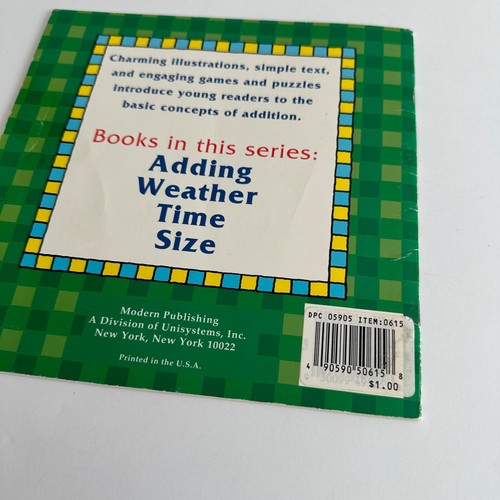 Charming illustrations, simple text,
and engaging games and puzzles
introduce young readers to the
basic concepts of addition.
Books in this series:
Adding
Weather
Time
Size
Modern Publishing
A Division of Unisystems, Inc.
New York, New York 10022
Printed in the U.S.A.
DPC 05905 ITEM:0615
4 90590 50615 8
$1.00